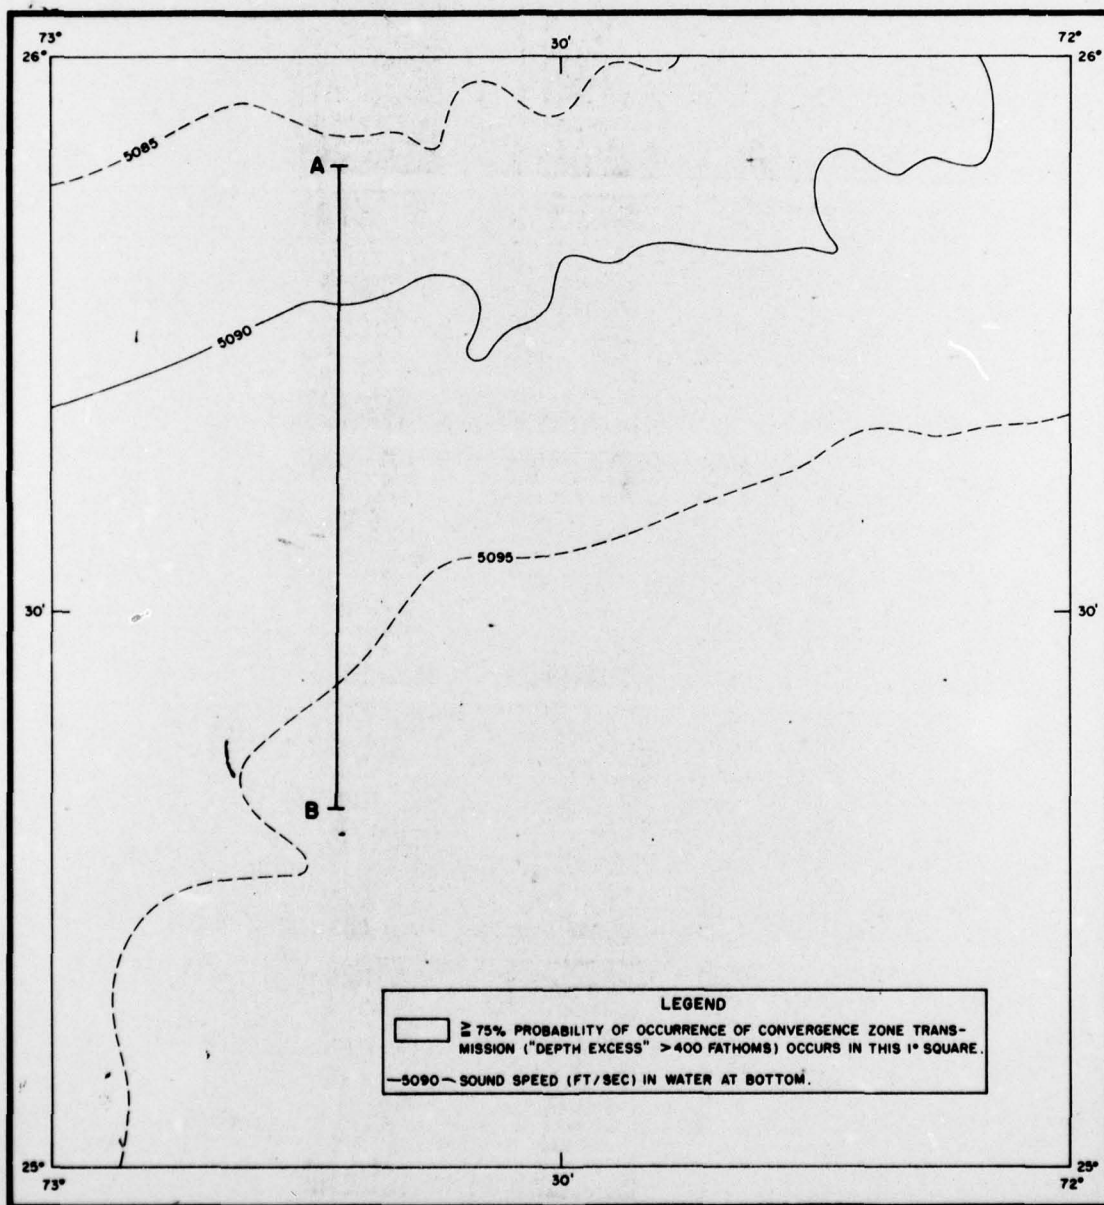 73° 30' 72°
26° 26°
5085
A
5090
5095
30' 30'
B
LEGEND
≥ 75% PROBABILITY OF OCCURRENCE OF CONVERGENCE ZONE TRANS-
MISSION ("DEPTH EXCESS" >400 FATHOMS) OCCURS IN THIS 1° SQUARE.
—5090— SOUND SPEED (FT/SEC) IN WATER AT BOTTOM.
25° 25°
73° 30' 72°